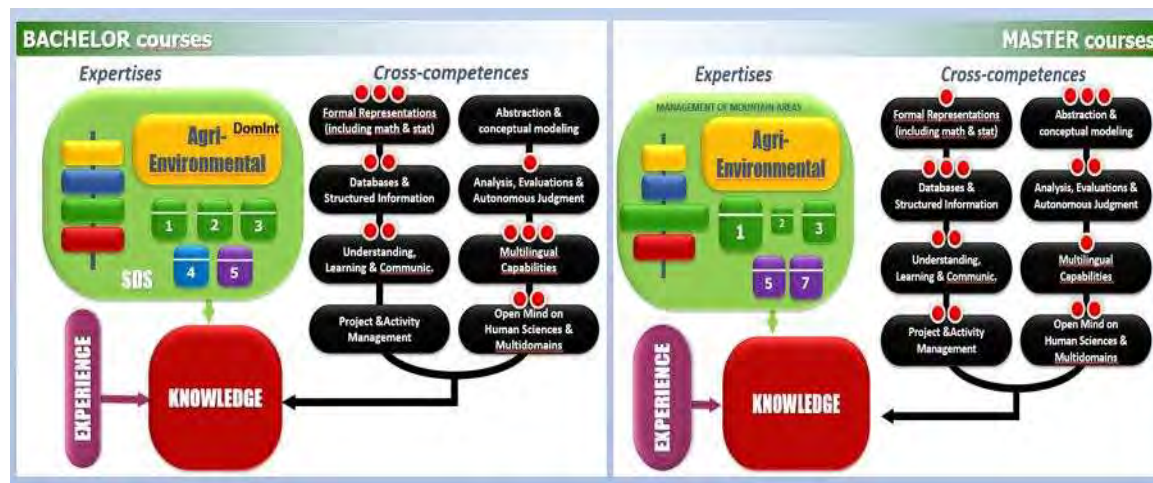 BACHELOR courses
Expertises
Cross-competences
DomInt
Agri-
Environmental
1
2
3
4
5
SDS
Formal Representations
(including math & stat)
Abstraction &
conceptual modeling
Databases &
Structured Information
Analysis, Evaluations &
Autonomous Judgment
Understanding,
Learning & Communic.
Multilingual
Capabilities
Project &Activity
Management
Open Mind on
Human Sciences &
Multidomains
EXPERIENCE
KNOWLEDGE
MASTER courses
Expertises
Cross-competences
MANAGEMENT OF MOUNTAIN AREAS
Agri-
Environmental
1
2
3
5
7
Formal Representations
(including math & stat)
Abstraction &
conceptual modeling
Databases &
Structured Information
Analysis, Evaluations &
Autonomous Judgment
Understanding,
Learning & Communic.
Multilingual
Capabilities
Project &Activity
Management
Open Mind on
Human Sciences &
Multidomains
EXPERIENCE
KNOWLEDGE